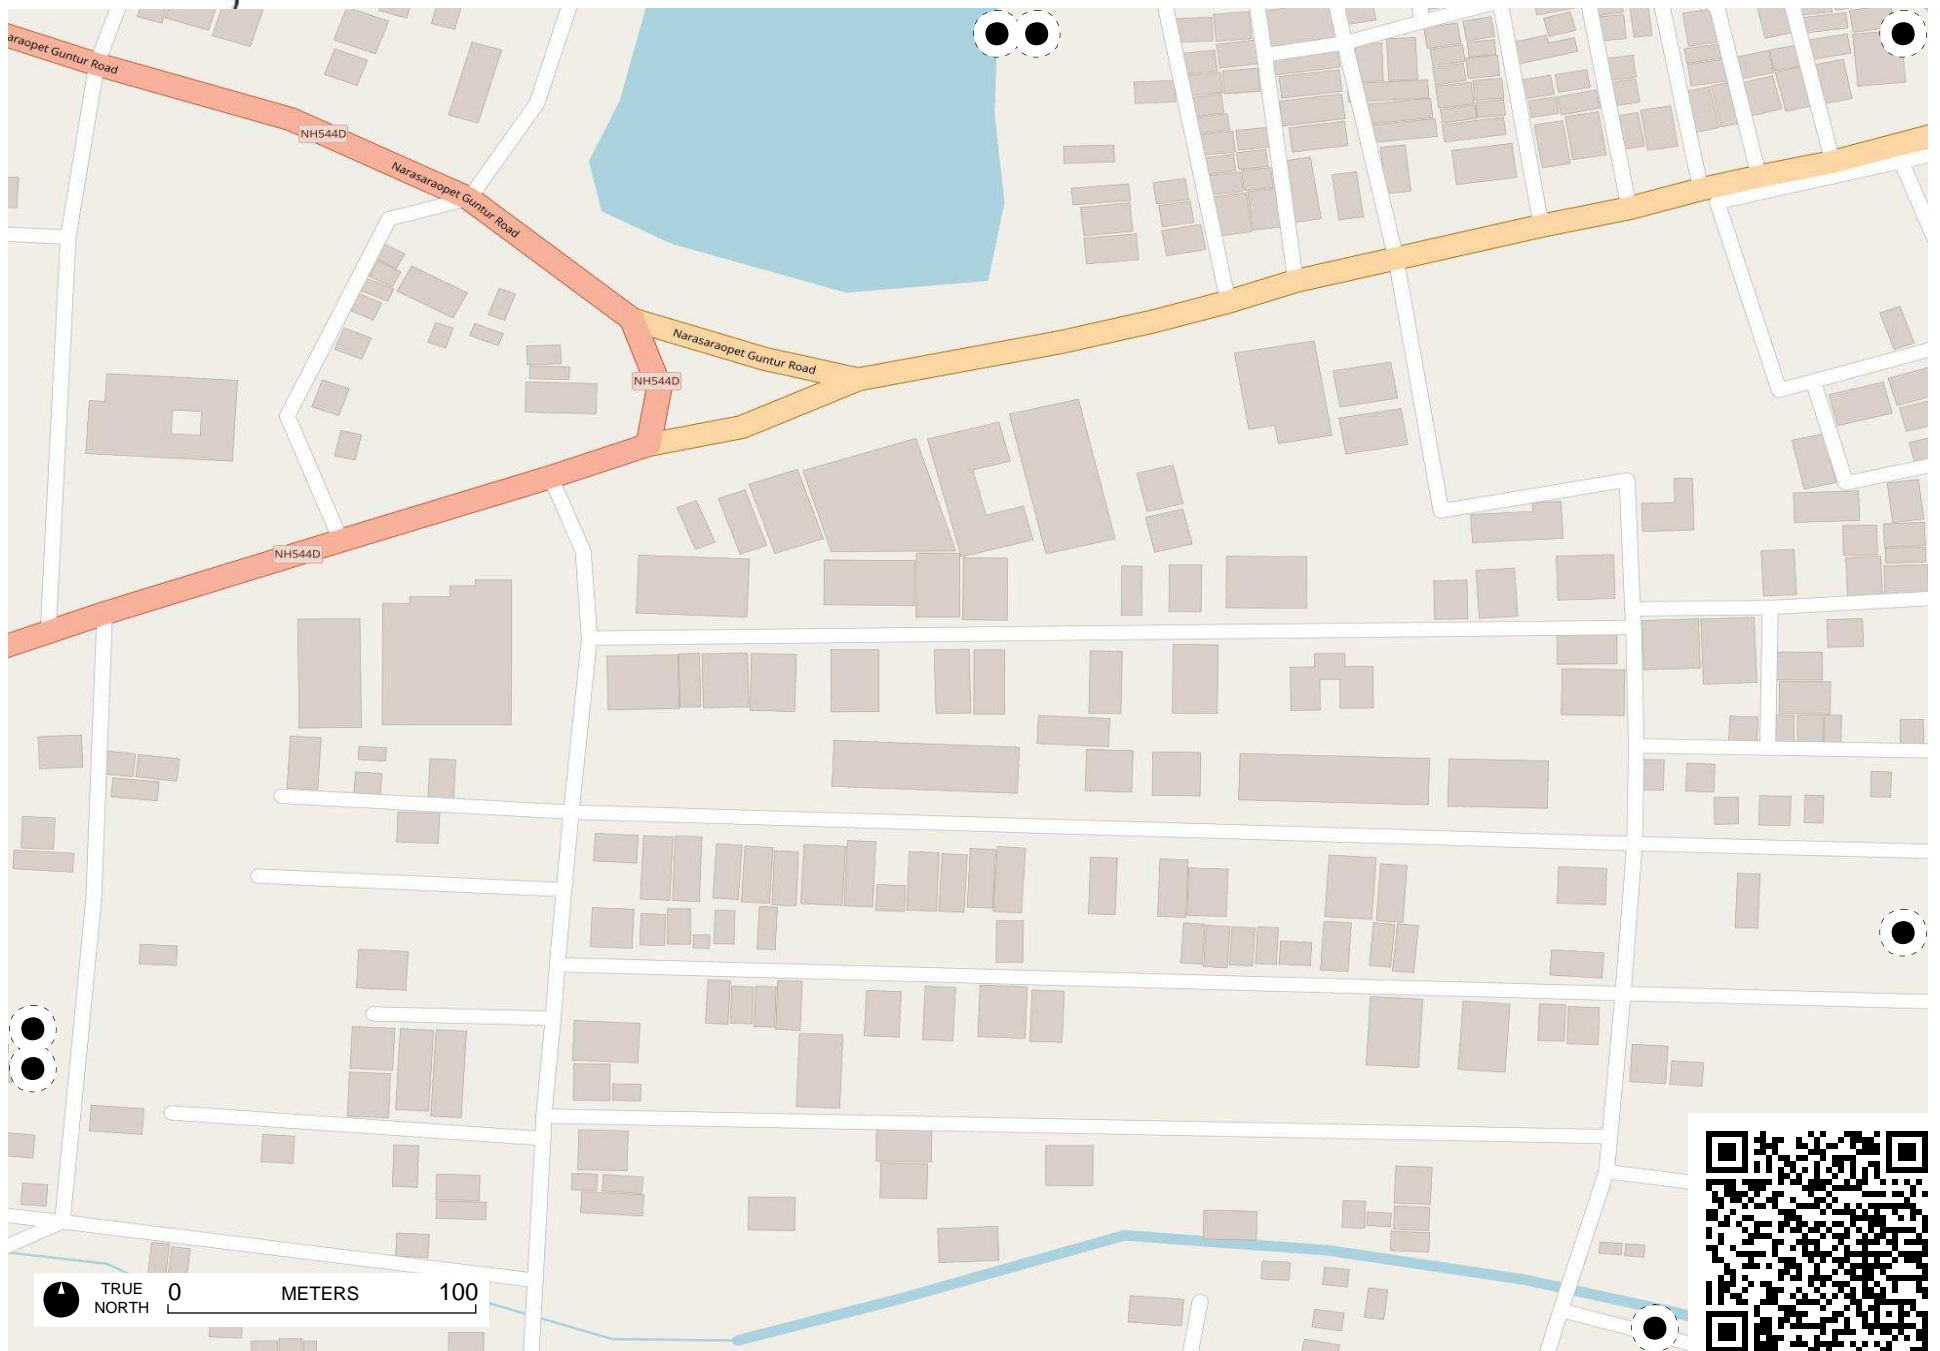 araopet Guntur Road
NH544D
Narasaraopet Guntur Road
Narasaraopet Guntur Road
NH544D
NH544D
TRUE NORTH
0 METERS 100